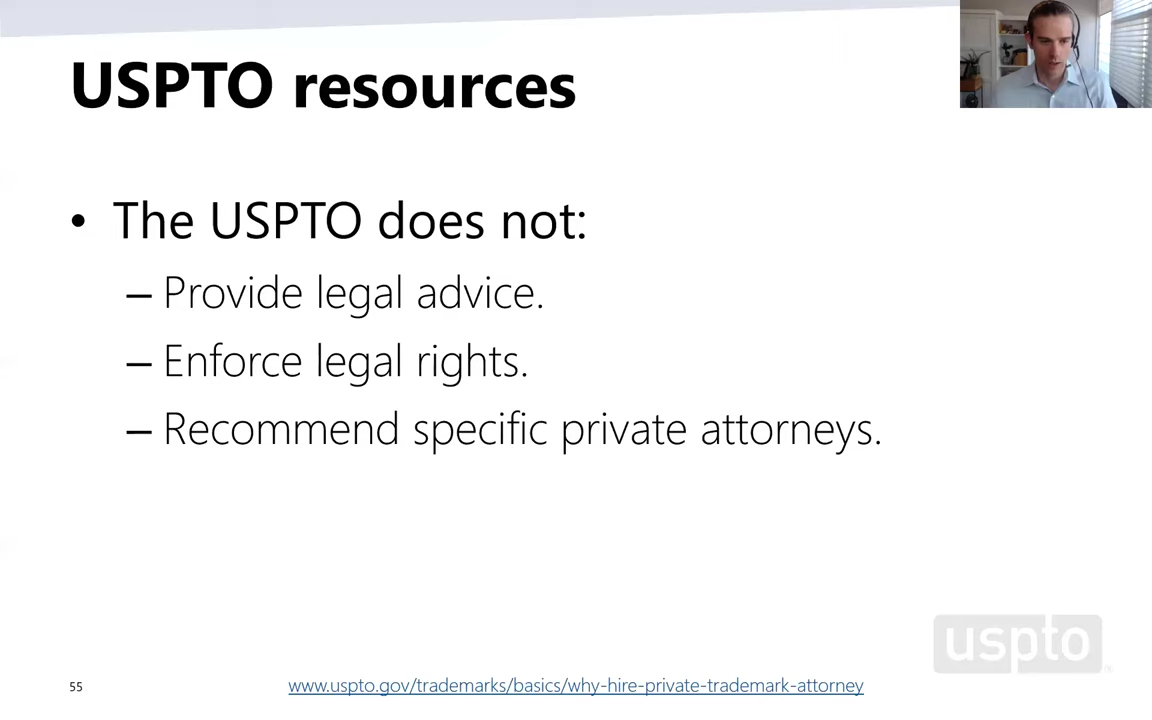 USPTO resources
• The USPTO does not:
– Provide legal advice.
– Enforce legal rights.
– Recommend specific private attorneys.
uspto
55
www.uspto.gov/trademarks/basics/why-hire-private-trademark-attorney